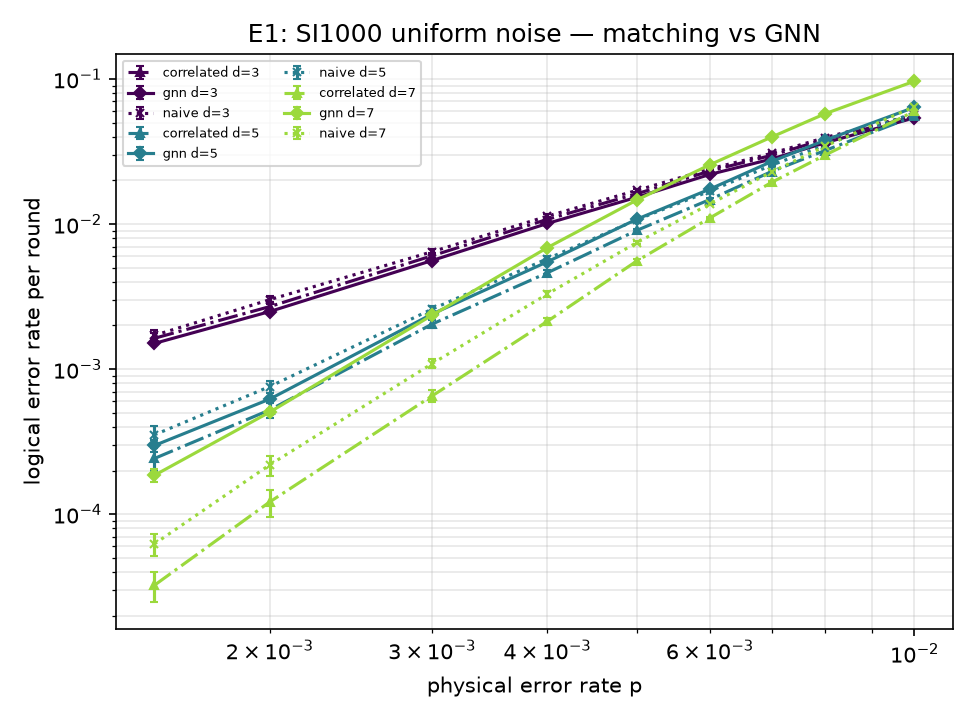 E1: SI1000 uniform noise — matching vs GNN
correlated d=3
gnn d=3
naive d=3
correlated d=5
gnn d=5
naive d=5
correlated d=7
gnn d=7
naive d=7
logical error rate per round
10⁻¹
10⁻²
10⁻³
10⁻⁴
2 × 10⁻³
3 × 10⁻³
4 × 10⁻³
6 × 10⁻³
10⁻²
physical error rate p